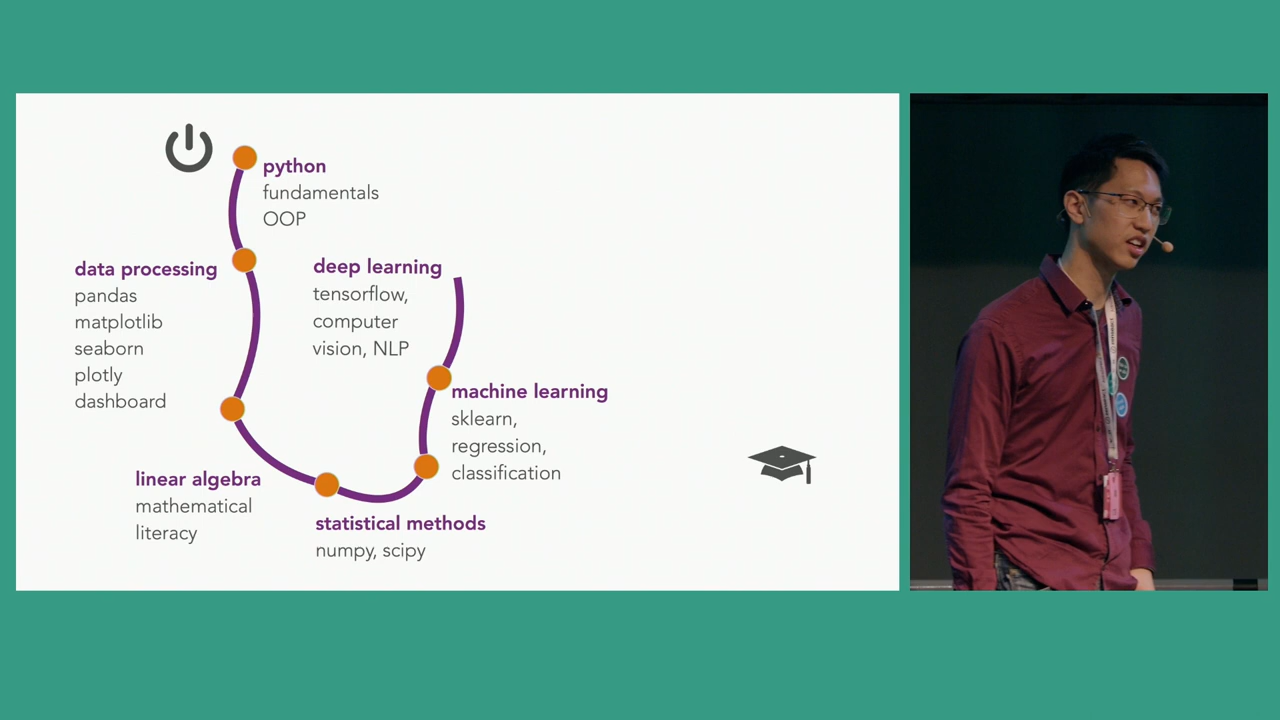 python
fundamentals
OOP
data processing
pandas
matplotlib
seaborn
plotly
dashboard
linear algebra
mathematical
literacy
statistical methods
numpy, scipy
machine learning
sklearn,
regression,
classification
deep learning
tensorflow,
computer
vision, NLP